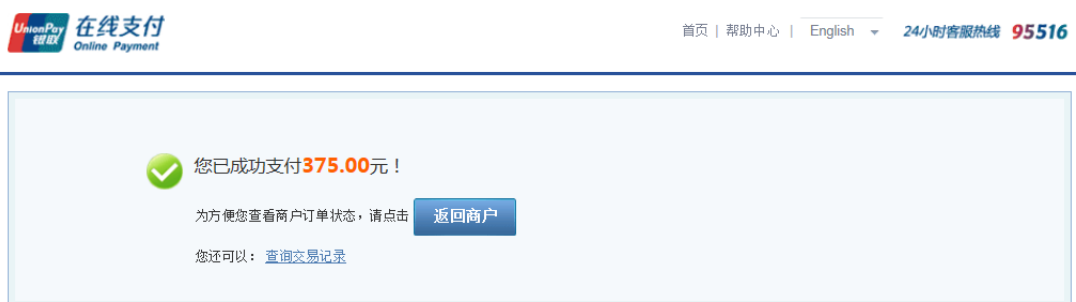 UnionPay 银联 在线支付 Online Payment
首页 | 帮助中心 | English 24小时客服热线 95516
您已成功支付375.00元！
为方便您查看商户订单状态，请点击 返回商户
您还可以： 查询交易记录